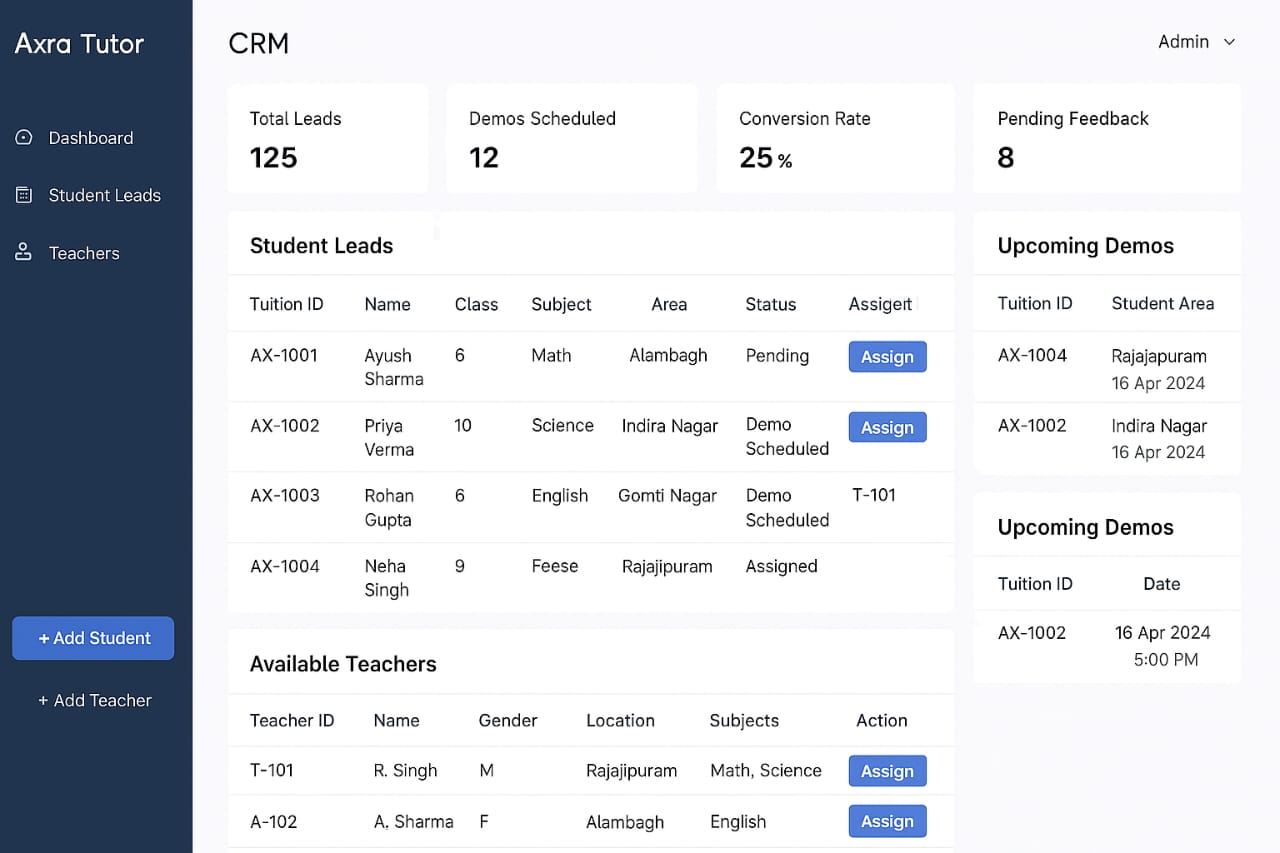 Axra Tutor
Dashboard
Student Leads
Teachers
+ Add Student
+ Add Teacher
CRM
Admin
Total Leads
125
Demos Scheduled
12
Conversion Rate
25 %
Pending Feedback
8
Student Leads
Tuition ID Name Class Subject Area Status Assigert
AX-1001 Ayush 6 Math Alambagh Pending Assign
Sharma
AX-1002 Priya 10 Science Indira Nagar Demo Assign
Verma Scheduled
AX-1003 Rohan 6 English Gomti Nagar Demo T-101
Gupta Scheduled
AX-1004 Neha 9 Feese Rajajipuram Assigned
Singh
Available Teachers
Teacher ID Name Gender Location Subjects Action
T-101 R. Singh M Rajajipuram Math, Science Assign
A-102 A. Sharma F Alambagh English Assign
Upcoming Demos
Tuition ID Student Area
AX-1004 Rajajapuram
16 Apr 2024
AX-1002 Indira Nagar
16 Apr 2024
Upcoming Demos
Tuition ID Date
AX-1002 16 Apr 2024
5:00 PM